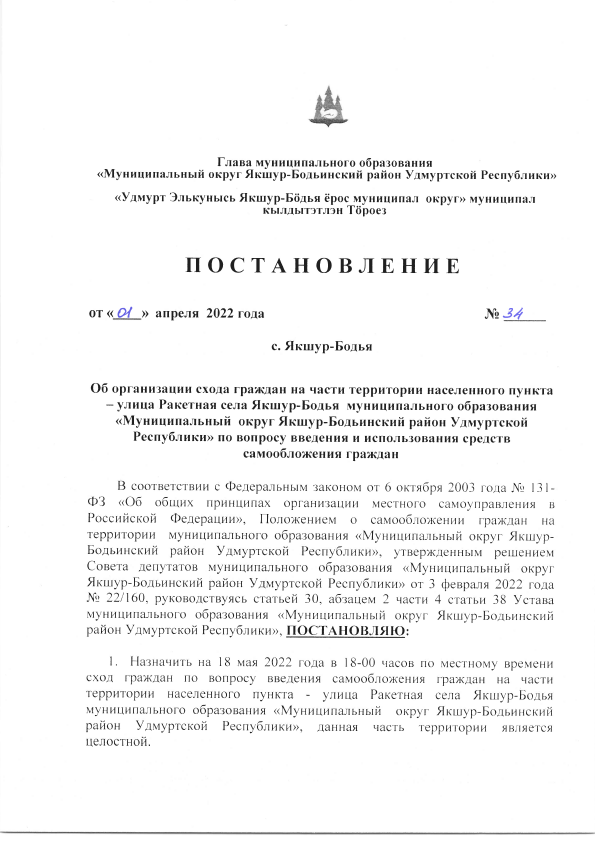 Глава муниципального образования
«Муниципальный округ Якшур-Бодьинский район Удмуртской Республики»
«Удмурт Элькунысь Якшур-Бӧдья ёрос муниципал округ» муниципал
кылдытэтлэн Тӧроез
П О С Т А Н О В Л Е Н И Е
от «01» апреля 2022 года № 34
с. Якшур-Бодья
Об организации схода граждан на части территории населенного пункта
– улица Ракетная села Якшур-Бодья муниципального образования
«Муниципальный округ Якшур-Бодьинский район Удмуртской
Республики» по вопросу введения и использования средств
самообложения граждан
В соответствии с Федеральным законом от 6 октября 2003 года № 131-
ФЗ «Об общих принципах организации местного самоуправления в
Российской Федерации», Положением о самообложении граждан на
территории муниципального образования «Муниципальный округ Якшур-
Бодьинский район Удмуртской Республики», утвержденным решением
Совета депутатов муниципального образования «Муниципальный округ
Якшур-Бодьинский район Удмуртской Республики» от 3 февраля 2022 года
№ 22/160, руководствуясь статьей 30, абзацем 2 части 4 статьи 38 Устава
муниципального образования «Муниципальный округ Якшур-Бодьинский
район Удмуртской Республики», ПОСТАНОВЛЯЮ:
1. Назначить на 18 мая 2022 года в 18-00 часов по местному времени
сход граждан по вопросу введения самообложения граждан на части
территории населенного пункта - улица Ракетная села Якшур-Бодья
муниципального образования «Муниципальный округ Якшур-Бодьинский
район Удмуртской Республики», данная часть территории является
целостной.